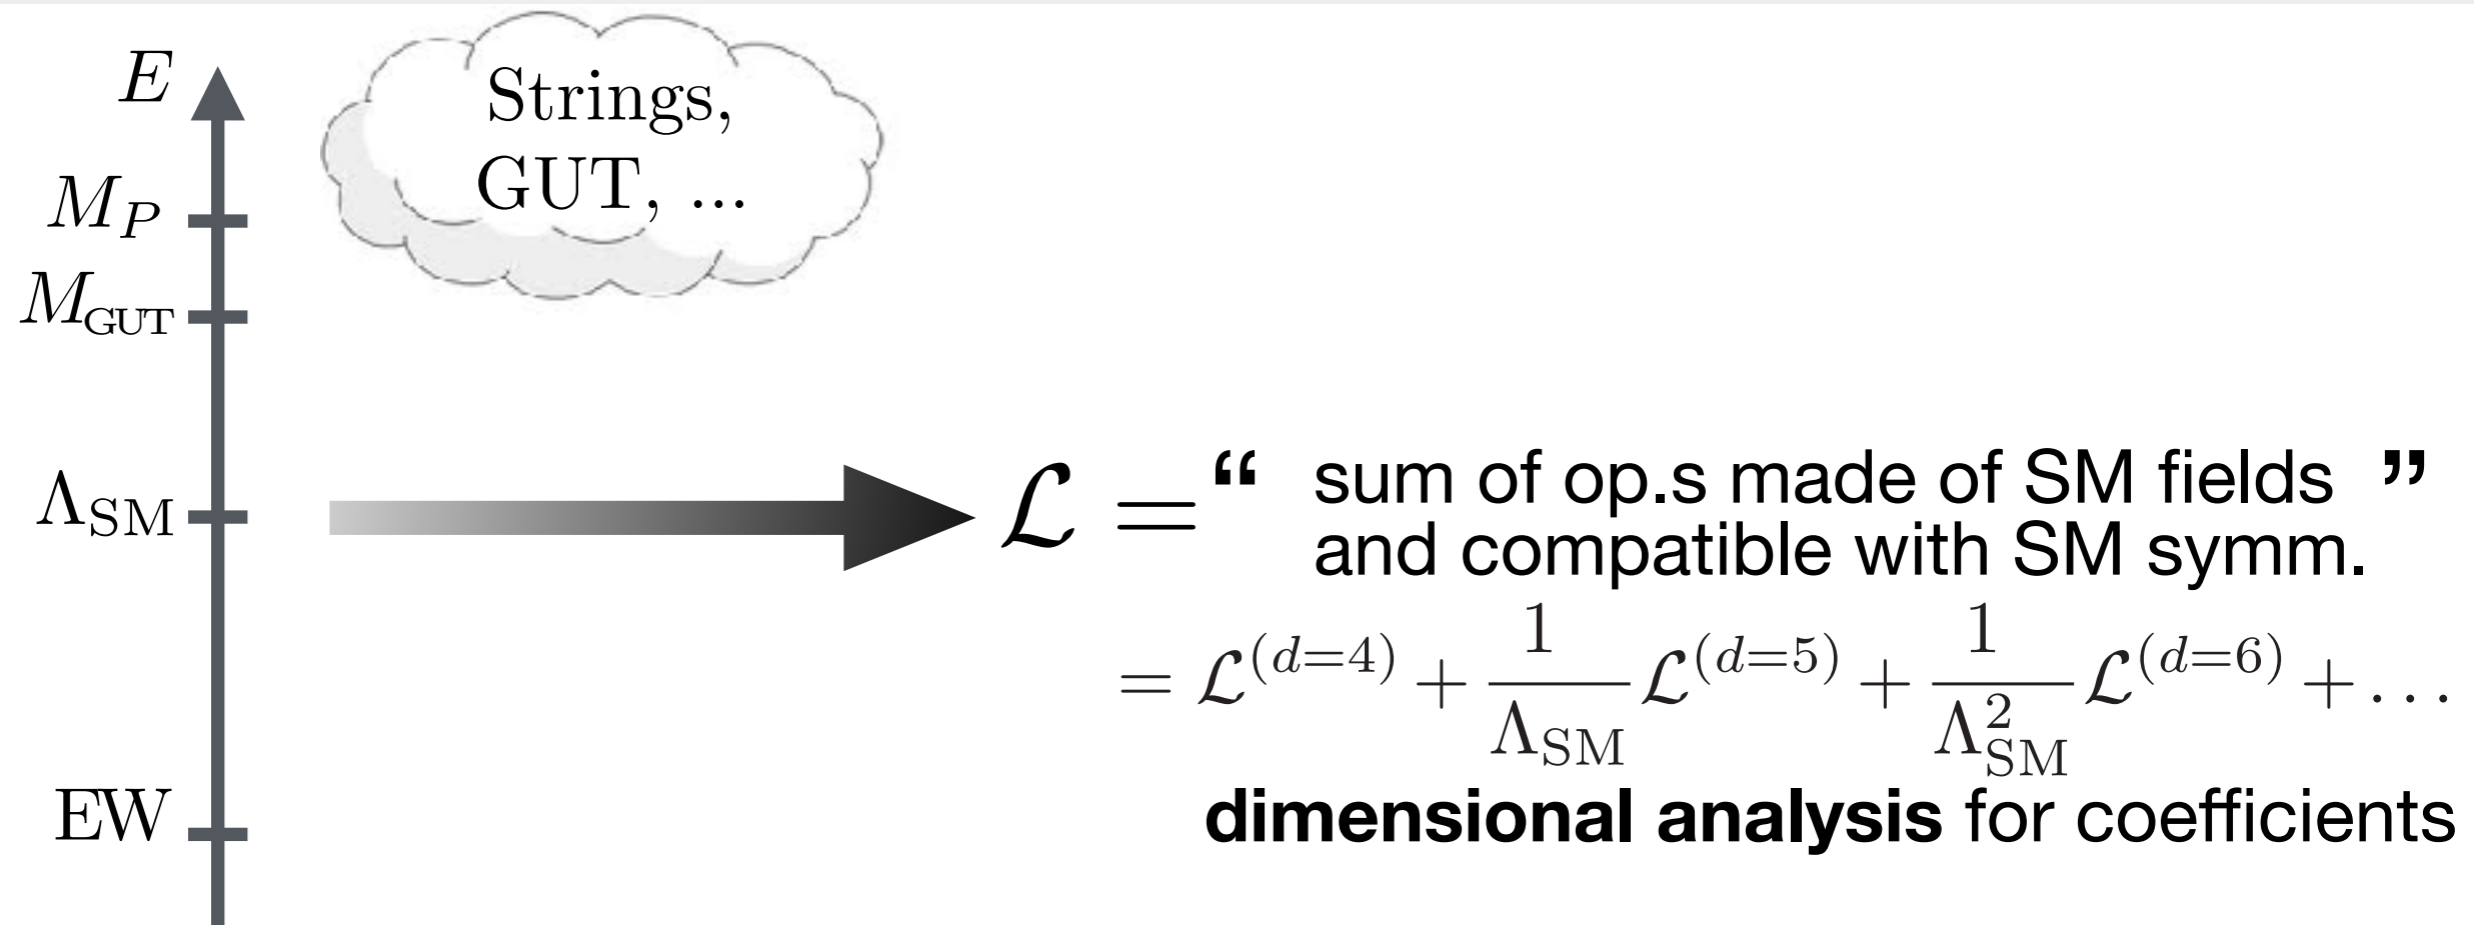 E
Strings,
GUT, ...
M_P
M_GUT
Λ_SM
ℒ = “ sum of op.s made of SM fields ”
and compatible with SM symm.
= ℒ^(d=4) + 1/Λ_SM ℒ^(d=5) + 1/Λ_SM^2 ℒ^(d=6) + ...
EW
dimensional analysis for coefficients